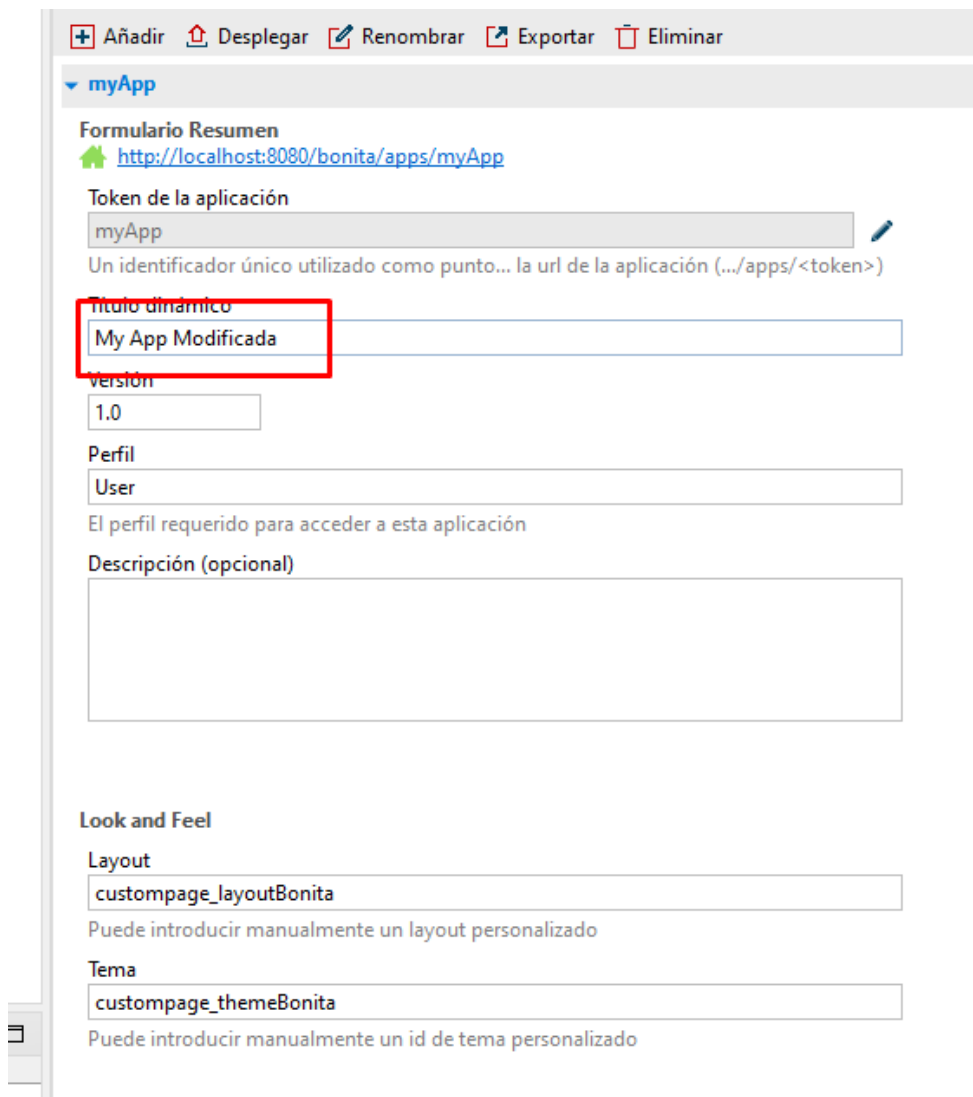 Añadir Desplegar Renombrar Exportar Eliminar
myApp
Formulario Resumen
http://localhost:8080/bonita/apps/myApp
Token de la aplicación
myApp
Un identificador único utilizado como punto... la url de la aplicación (.../apps/<token>)
Título dinámico
My App Modificada
Versión
1.0
Perfil
User
El perfil requerido para acceder a esta aplicación
Descripción (opcional)
Look and Feel
Layout
custompage_layoutBonita
Puede introducir manualmente un layout personalizado
Tema
custompage_themeBonita
Puede introducir manualmente un id de tema personalizado